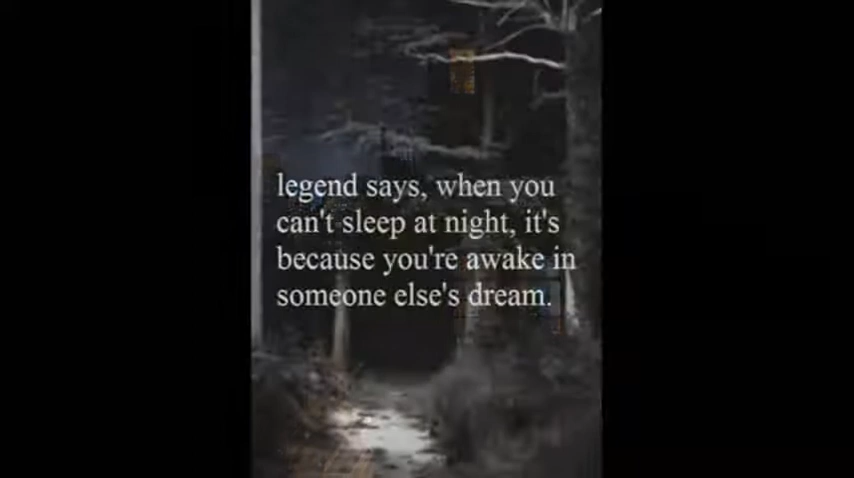 legend says, when you
can't sleep at night, it's
because you're awake in
someone else's dream.